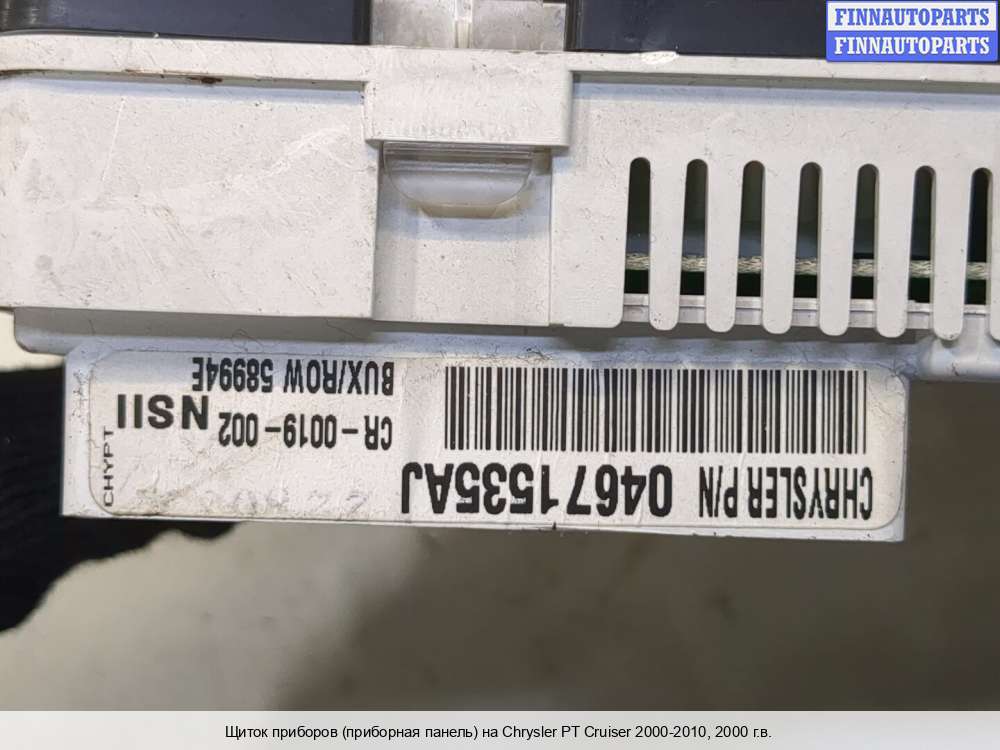 FINNAUTOPARTS
FINNAUTOPARTS
CHRYSLER P/N 04671535AJ
CR-0019-002
NSII
BUX/ROW 58994E
CHYPT
Щиток приборов (приборная панель) на Chrysler PT Cruiser 2000-2010, 2000 г.в.